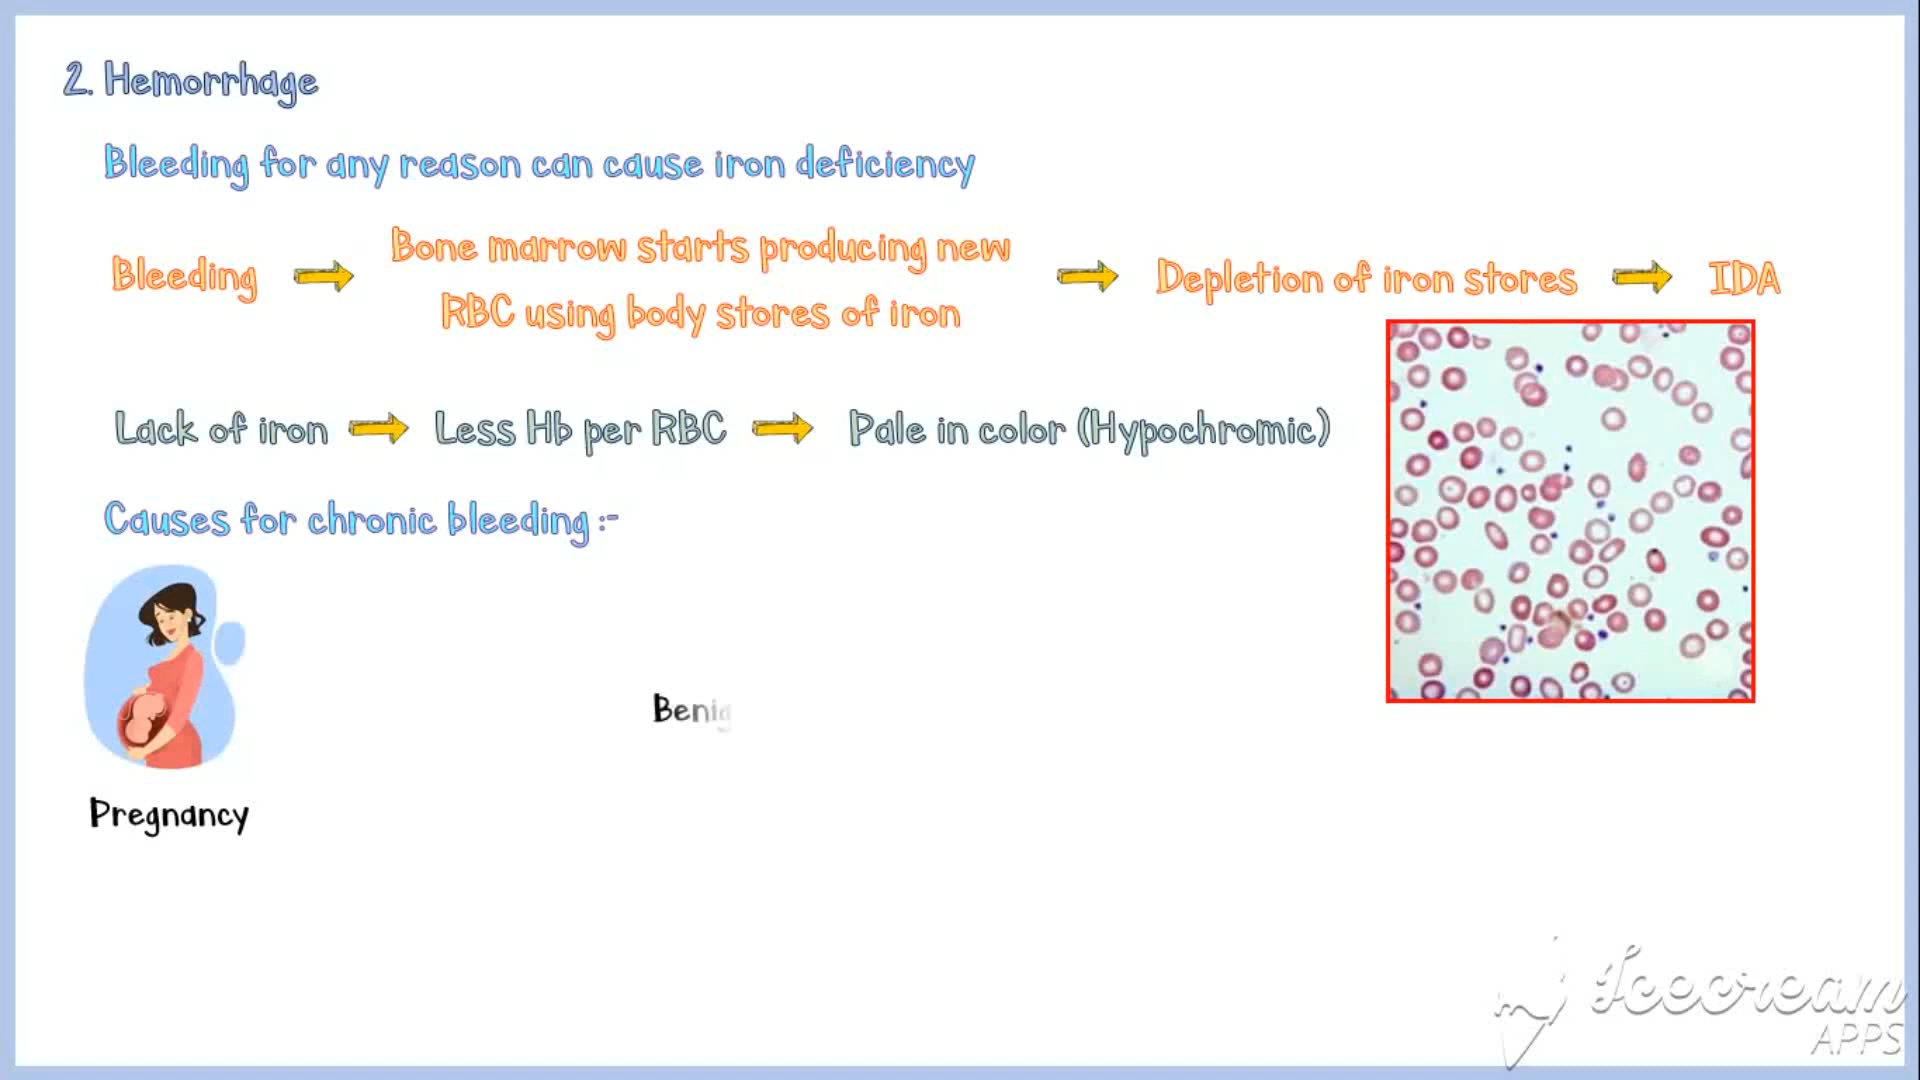 2. Hemorrhage
Bleeding for any reason can cause iron deficiency
Bleeding
Bone marrow starts producing new
RBC using body stores of iron
Depletion of iron stores
IDA
Lack of iron
Less Hb per RBC
Pale in color (Hypochromic)
Causes for chronic bleeding :-
Pregnancy
Icecream
APPS